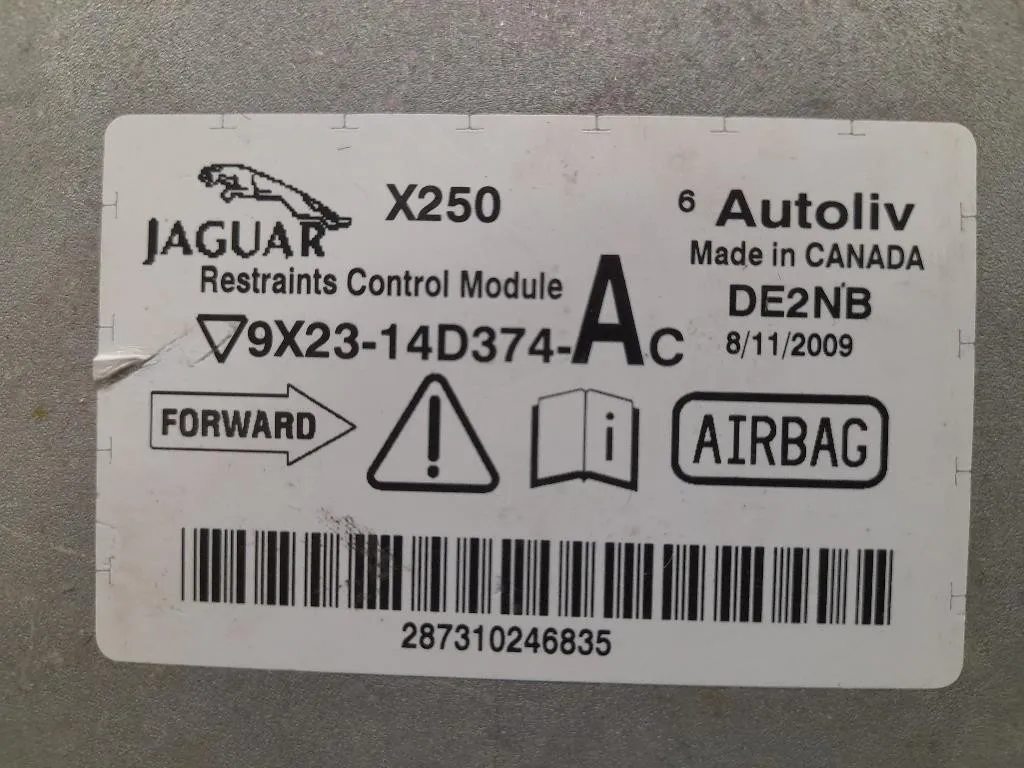 JAGUAR
X250
6 Autoliv
Made in CANADA
Restraints Control Module
DE2NB
9X23-14D374-AC
8/11/2009
FORWARD
!
i
AIRBAG
287310246835